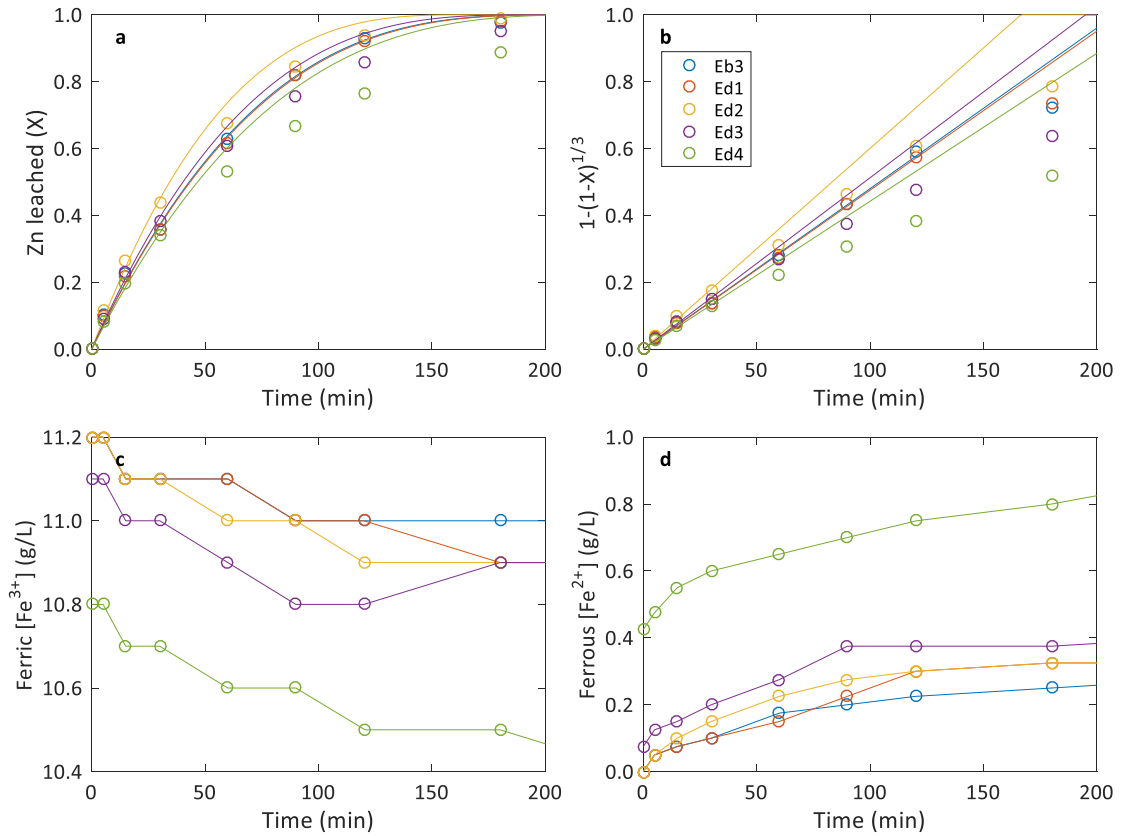 a
Zn leached (X)
1.0
0.8
0.6
0.4
0.2
0.0
0 50 100 150 200
Time (min)
b
1-(1-X)^1/3
1.0
0.8
0.6
0.4
0.2
0.0
Eb3
Ed1
Ed2
Ed3
Ed4
0 50 100 150 200
Time (min)
c
Ferric [Fe³⁺] (g/L)
11.2
11.0
10.8
10.6
10.4
0 50 100 150 200
Time (min)
d
Ferrous [Fe²⁺] (g/L)
1.0
0.8
0.6
0.4
0.2
0.0
0 50 100 150 200
Time (min)